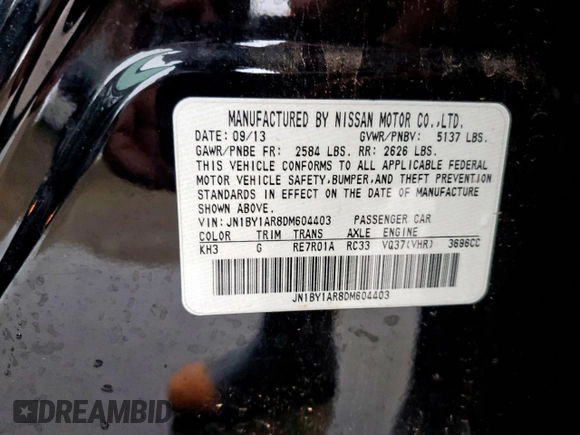 MANUFACTURED BY NISSAN MOTOR CO.,LTD.
DATE: 09/13 GVWR/PNBV: 5137 LBS.
GAWR/PNBE FR: 2584 LBS. RR: 2626 LBS.
THIS VEHICLE CONFORMS TO ALL APPLICABLE FEDERAL
MOTOR VEHICLE SAFETY,BUMPER,AND THEFT PREVENTION
STANDARDS IN EFFECT ON THE DATE OF MANUFACTURE
SHOWN ABOVE.
VIN: JN1BY1AR8DM604403 PASSENGER CAR
COLOR TRIM TRANS AXLE ENGINE
KH3 G RE7R01A RC33 VQ37(VHR) 3696CC
JN1BY1AR8DM604403
DREAMBID